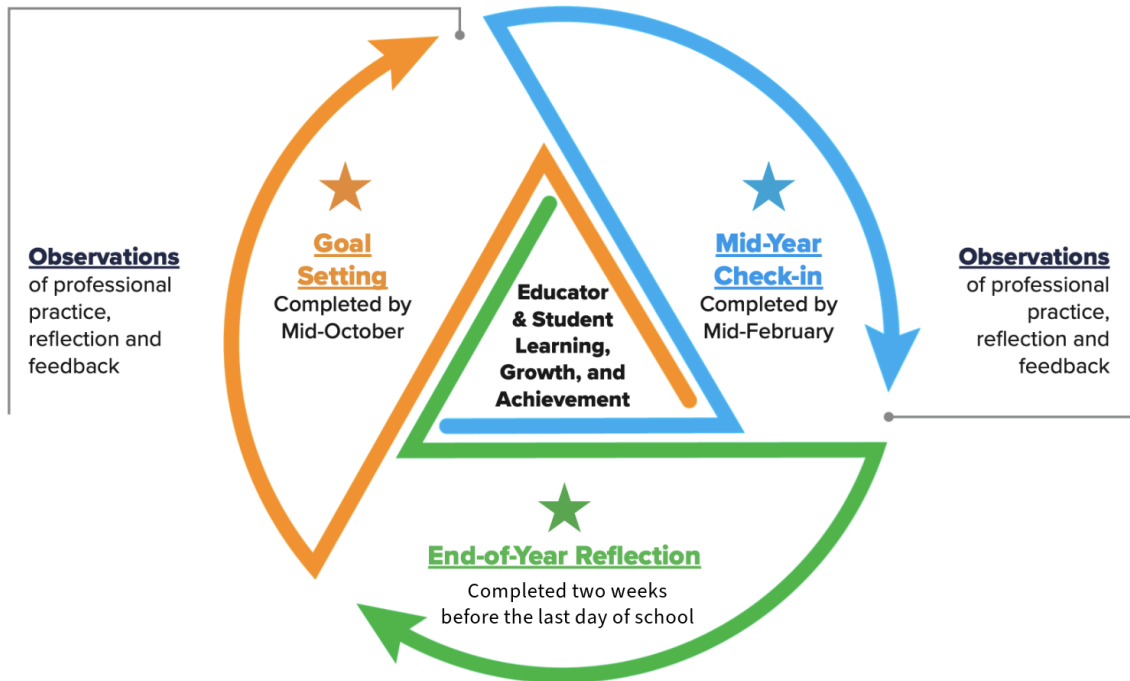 Observations
of professional
practice,
reflection and
feedback
Goal
Setting
Completed by
Mid-October
Educator
& Student
Learning,
Growth, and
Achievement
Mid-Year
Check-in
Completed by
Mid-February
Observations
of professional
practice,
reflection and
feedback
End-of-Year Reflection
Completed two weeks
before the last day of school